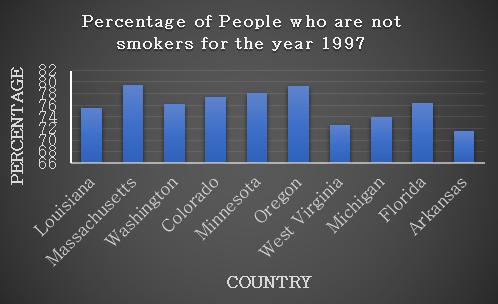 Percentage of People who are not
smokers for the year 1997
PERCENTAGE
82
80
78
76
74
72
70
68
66
Louisiana
Massachusetts
Washington
Colorado
Minnesota
Oregon
West Virginia
Michigan
Florida
Arkansas
COUNTRY